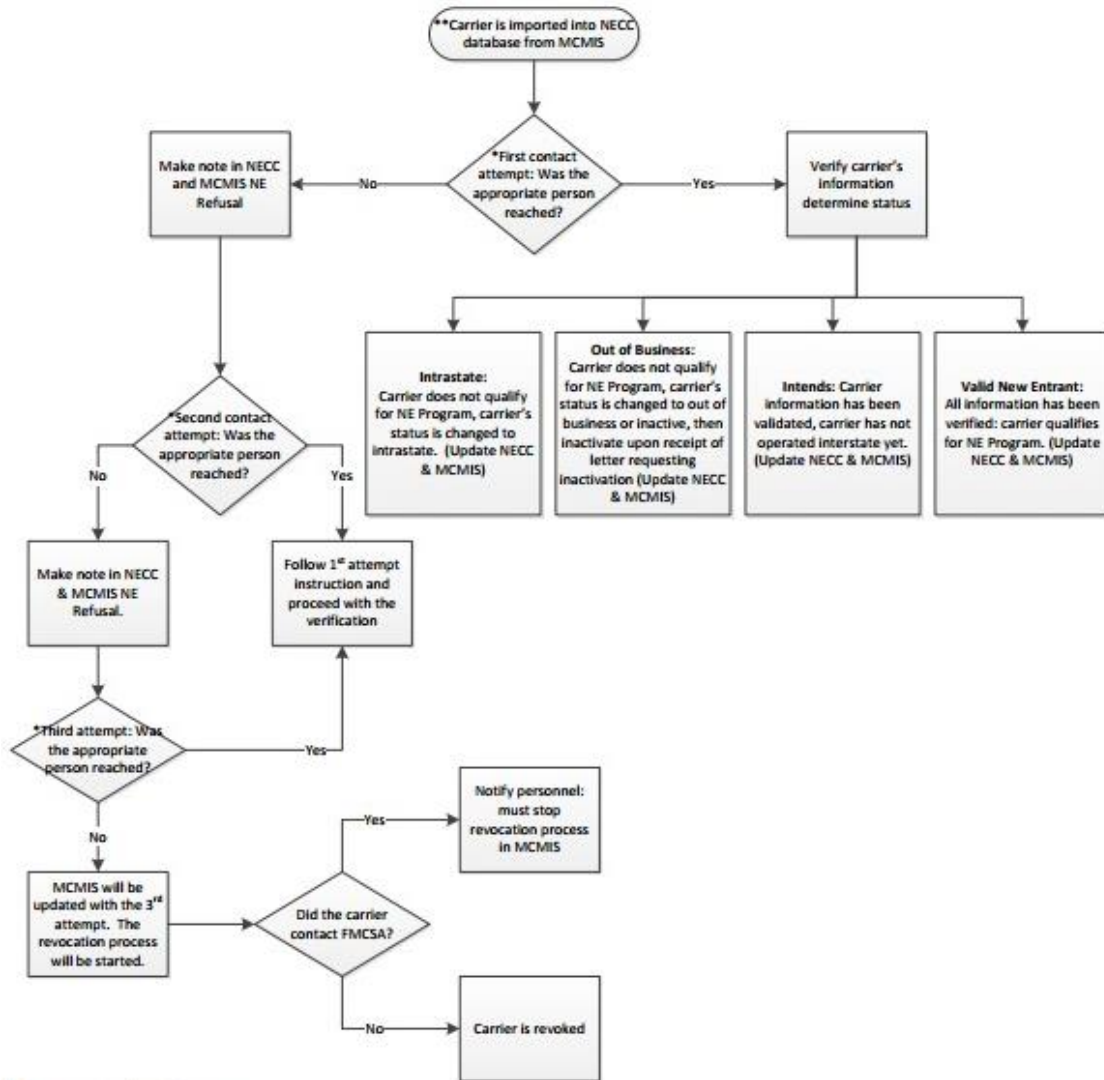 **Carrier is imported into NECC
database from MCMIS
Make note in NECC
and MCMIS NE
Refusal
No
*First contact
attempt: Was the
appropriate person
reached?
Yes
Verify carrier's
information
determine status
Intrastate:
Carrier does not qualify
for NE Program, carrier's
status is changed to
intrastate. (Update NECC
& MCMIS)
Out of Business:
Carrier does not qualify
for NE Program, carrier's
status is changed to out of
business or inactive, then
inactivate upon receipt of
letter requesting
inactivation (Update NECC
& MCMIS)
Intends: Carrier
information has been
validated, carrier has not
operated interstate yet.
(Update NECC & MCMIS)
Valid New Entrant:
All information has been
verified: carrier qualifies
for NE Program. (Update
NECC & MCMIS)
*Second contact
attempt: Was the
appropriate person
reached?
No
Yes
Make note in NECC
& MCMIS NE
Refusal.
Follow 1st attempt
instruction and
proceed with the
verification
*Third attempt: Was
the appropriate
person reached?
Yes
No
MCMIS will be
updated with the 3rd
attempt. The
revocation process
will be started.
Did the carrier
contact FMCSA?
Yes
Notify personnel:
must stop
revocation process
in MCMIS
No
Carrier is revoked